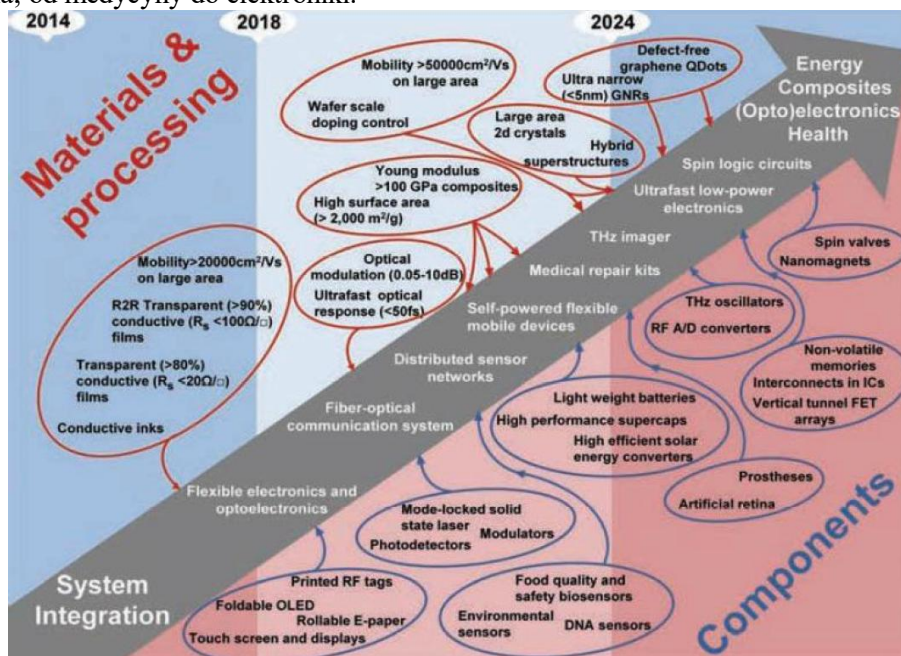 a, od medycyny do elektroniki.
2014
2018
2024
Materials &
processing
Mobility >50000cm²/Vs
on large area
Wafer scale
doping control
Defect-free
graphene QDots
Ultra narrow
(<5nm) GNRs
Large area
2d crystals
Hybrid
superstructures
Young modulus
>100 GPa composites
High surface area
(> 2,000 m²/g)
Optical
modulation (0.05-10dB)
Ultrafast optical
response (<50fs)
Mobility>20000cm²/Vs
on large area
R2R Transparent (>90%)
conductive (Rs <100Ω/□)
films
Transparent (>80%)
conductive (Rs <20Ω/□)
films
Conductive inks
Energy
Composites
(Opto)electronics
Health
Spin logic circuits
Ultrafast low-power
electronics
THz imager
Medical repair kits
Self-powered flexible
mobile devices
Distributed sensor
networks
Fiber-optical
communication system
Flexible electronics and
optoelectronics
System
Integration
Spin valves
Nanomagnets
THz oscillators
RF A/D converters
Non-volatile
memories
Interconnects in ICs
Vertical tunnel FET
arrays
Light weight batteries
High performance supercaps
High efficient solar
energy converters
Prostheses
Artificial retina
Mode-locked solid
state laser
Modulators
Photodetectors
Printed RF tags
Foldable OLED
Rollable E-paper
Touch screen and displays
Food quality and
safety biosensors
Environmental
sensors
DNA sensors
Components